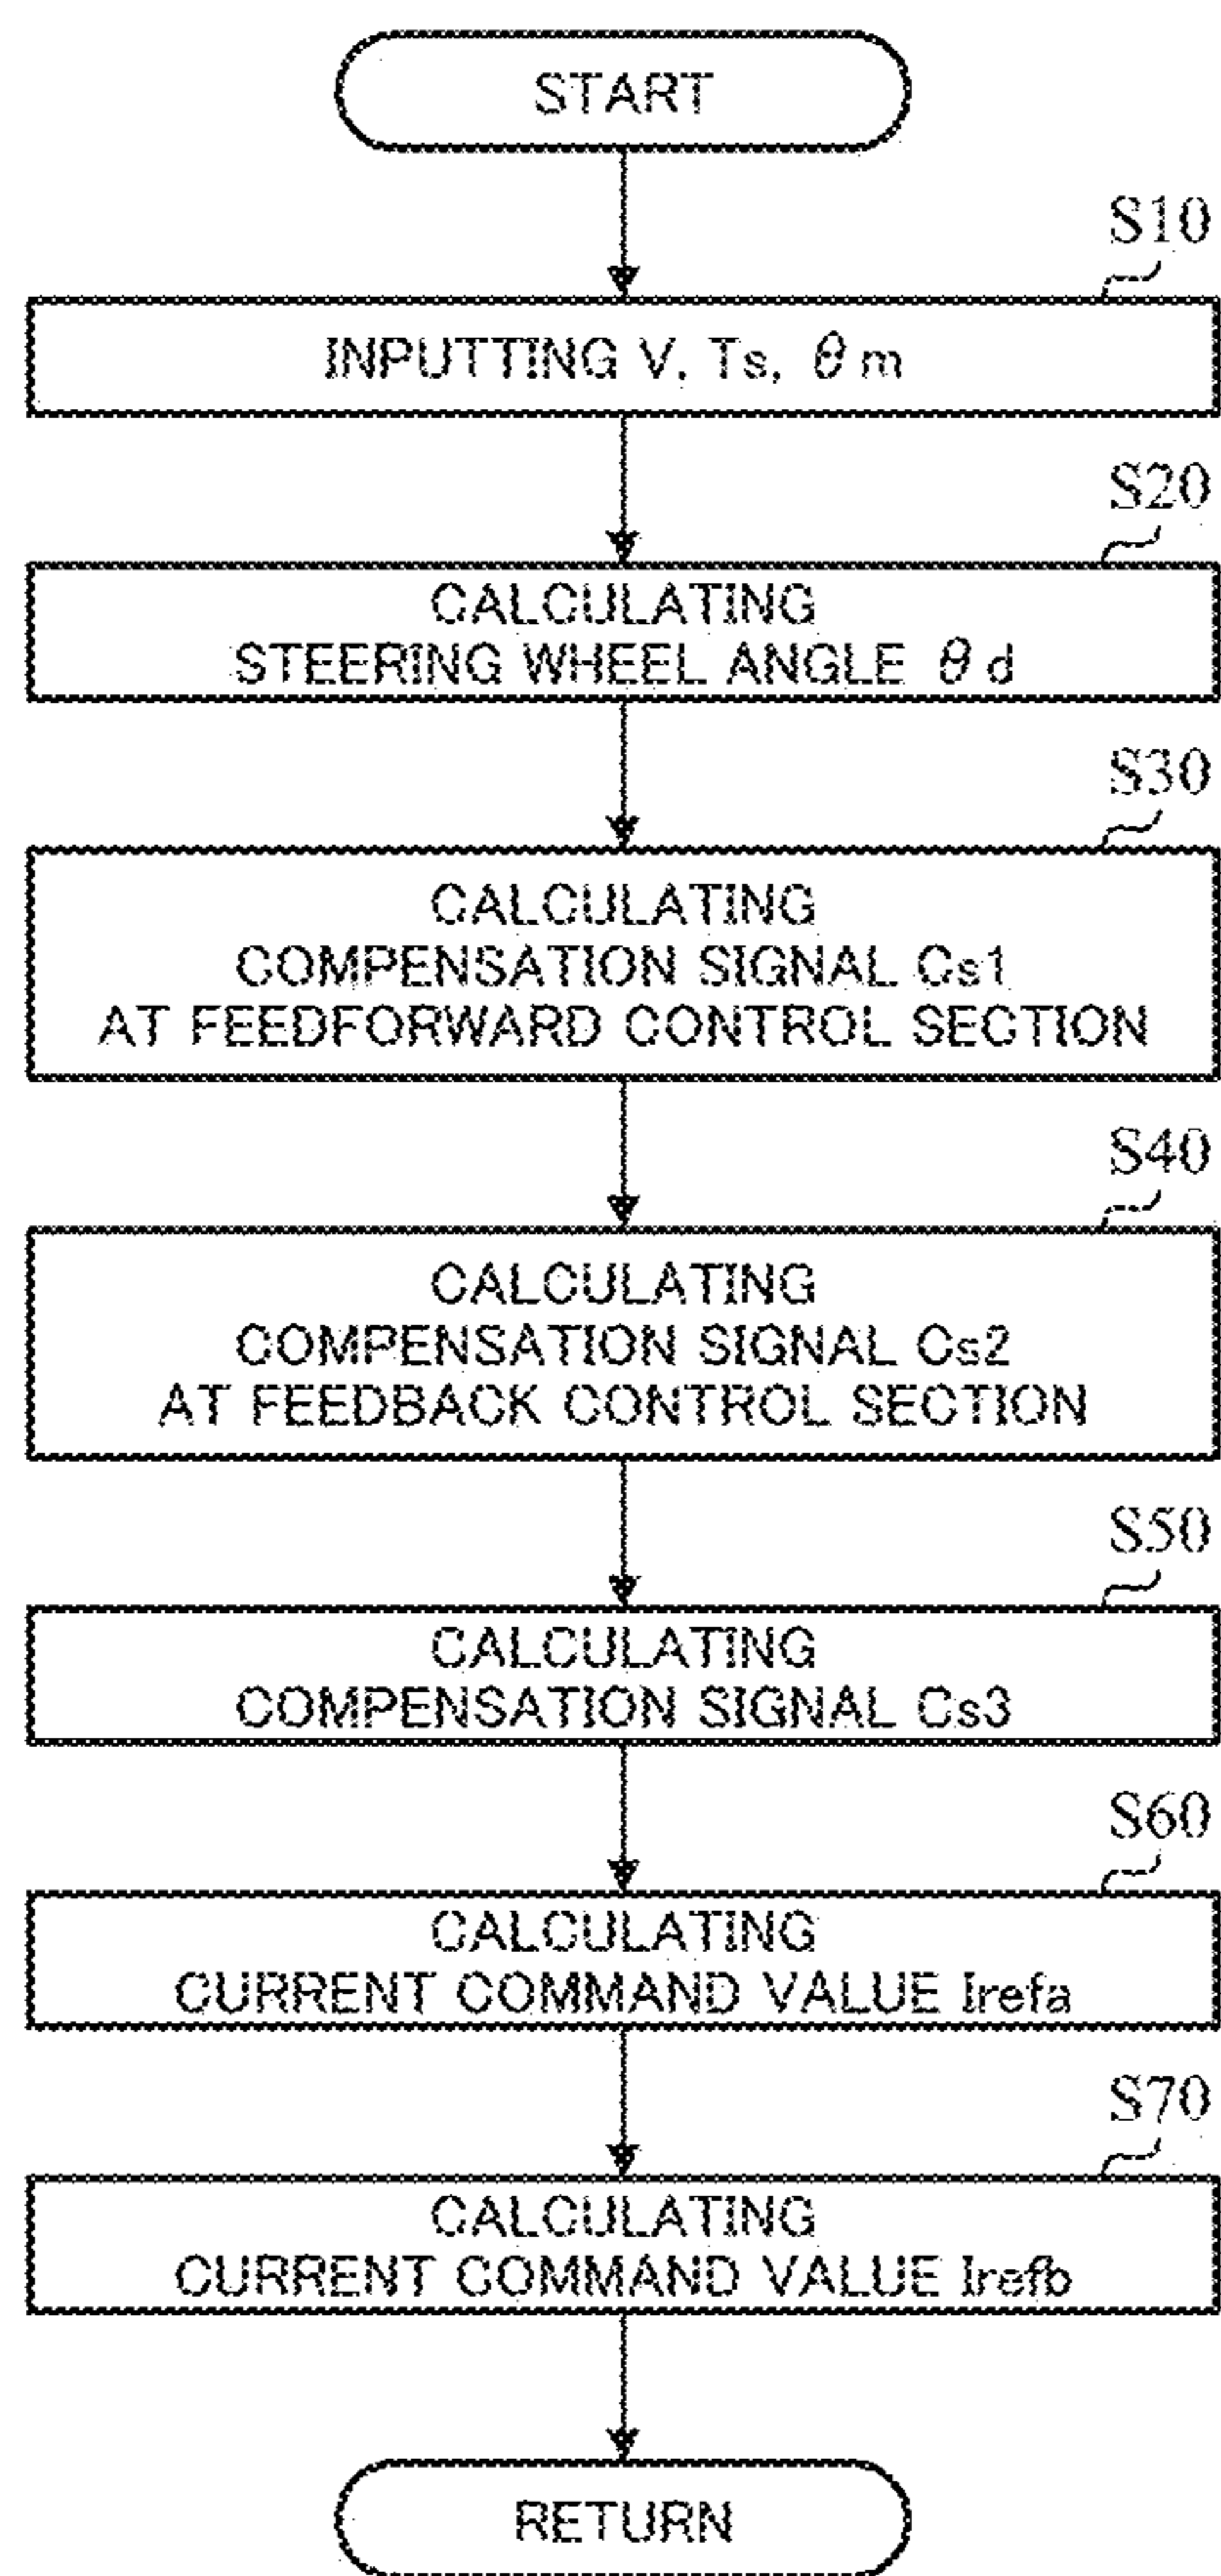 START
S10
INPUTTING V, Ts, θm
S20
CALCULATING
STEERING WHEEL ANGLE θd
S30
CALCULATING
COMPENSATION SIGNAL Cs1
AT FEEDFORWARD CONTROL SECTION
S40
CALCULATING
COMPENSATION SIGNAL Cs2
AT FEEDBACK CONTROL SECTION
S50
CALCULATING
COMPENSATION SIGNAL Cs3
S60
CALCULATING
CURRENT COMMAND VALUE Irefa
S70
CALCULATING
CURRENT COMMAND VALUE Irefb
RETURN